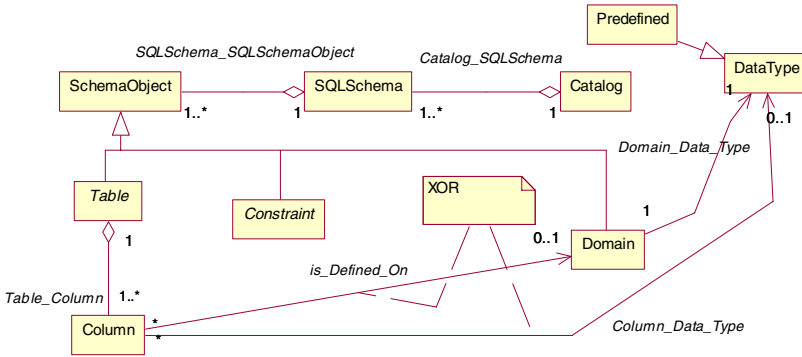 Predefined
SQLSchema_SQLSchemaObject
Catalog_SQLSchema
SchemaObject
SQLSchema
Catalog
DataType
1..*
1
1..*
1
1
0..1
Domain_Data_Type
Table
Constraint
XOR
1
0..1
1
Domain
is_Defined_On
Table_Column
1..*
*
*
Column
Column_Data_Type